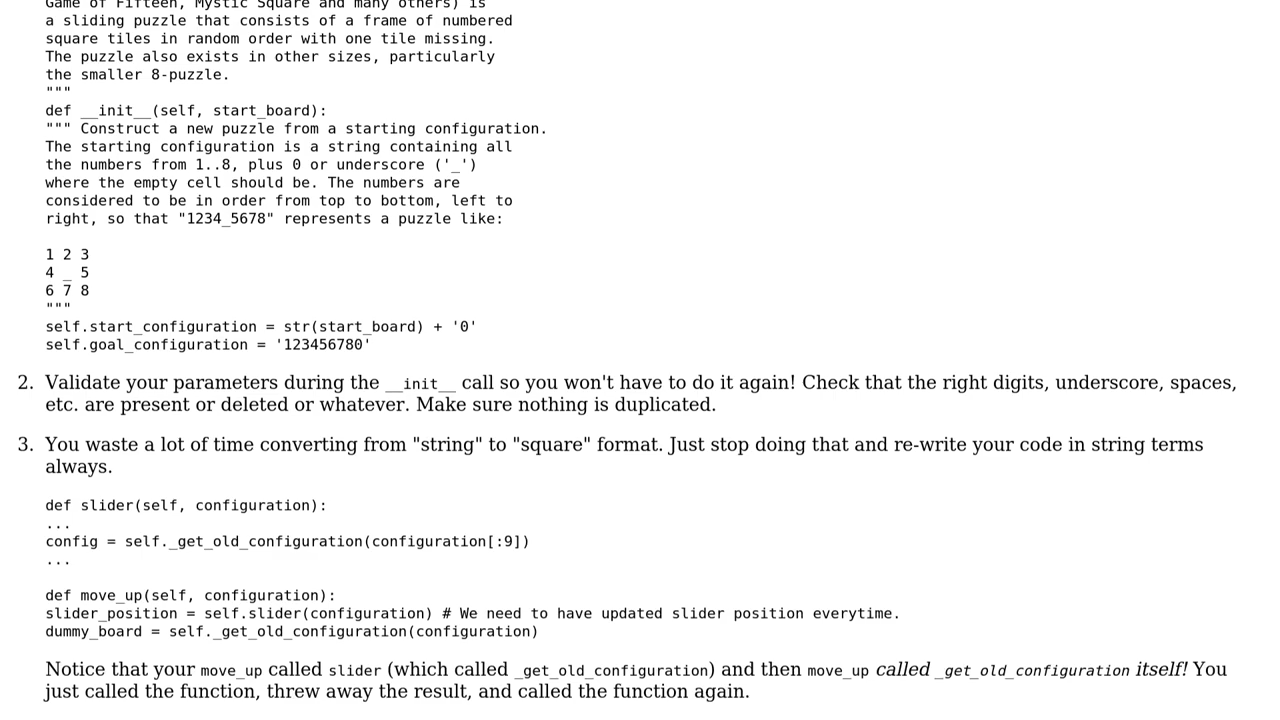 Game of Fifteen, Mystic Square and many others) is
a sliding puzzle that consists of a frame of numbered
square tiles in random order with one tile missing.
The puzzle also exists in other sizes, particularly
the smaller 8-puzzle.
"""
def __init__(self, start_board):
""" Construct a new puzzle from a starting configuration.
The starting configuration is a string containing all
the numbers from 1..8, plus 0 or underscore ('_')
where the empty cell should be. The numbers are
considered to be in order from top to bottom, left to
right, so that "1234_5678" represents a puzzle like:
1 2 3
4 _ 5
6 7 8
"""
self.start_configuration = str(start_board) + '0'
self.goal_configuration = '123456780'
2. Validate your parameters during the __init__ call so you won't have to do it again! Check that the right digits, underscore, spaces,
etc. are present or deleted or whatever. Make sure nothing is duplicated.
3. You waste a lot of time converting from "string" to "square" format. Just stop doing that and re-write your code in string terms
always.
def slider(self, configuration):
...
config = self._get_old_configuration(configuration[:9])
...
def move_up(self, configuration):
slider_position = self.slider(configuration) # We need to have updated slider position everytime.
dummy_board = self._get_old_configuration(configuration)
Notice that your move_up called slider (which called _get_old_configuration) and then move_up called _get_old_configuration itself! You
just called the function, threw away the result, and called the function again.